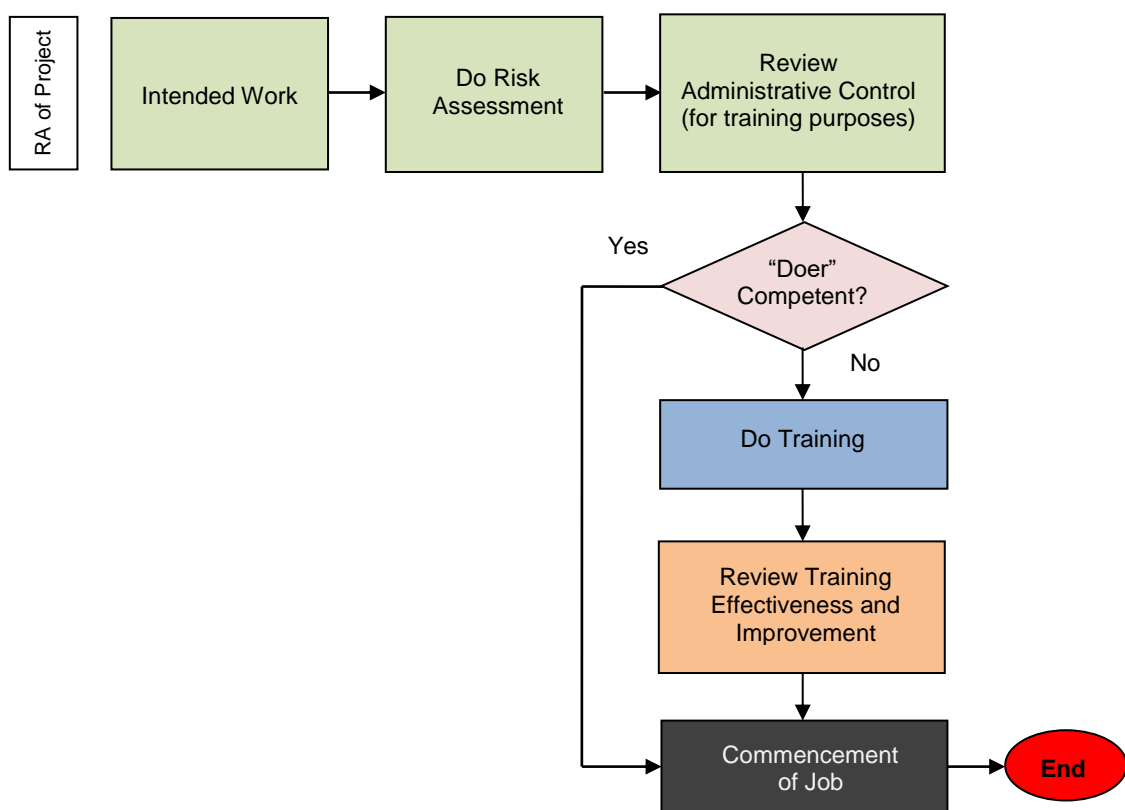 RA of Project
Intended Work
Do Risk
Assessment
Review
Administrative Control
(for training purposes)
Yes
“Doer”
Competent?
No
Do Training
Review Training
Effectiveness and
Improvement
Commencement
of Job
End